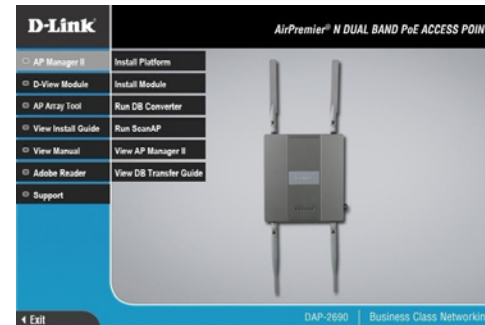 D-Link
AirPremier® N DUAL BAND PoE ACCESS POIN
AP Manager II
D-View Module
AP Array Tool
View Install Guide
View Manual
Adobe Reader
Support
Install Platform
Install Module
Run DB Converter
Run ScanAP
View AP Manager II
View DB Transfer Guide
Exit
DAP-2690
Business Class Networkin